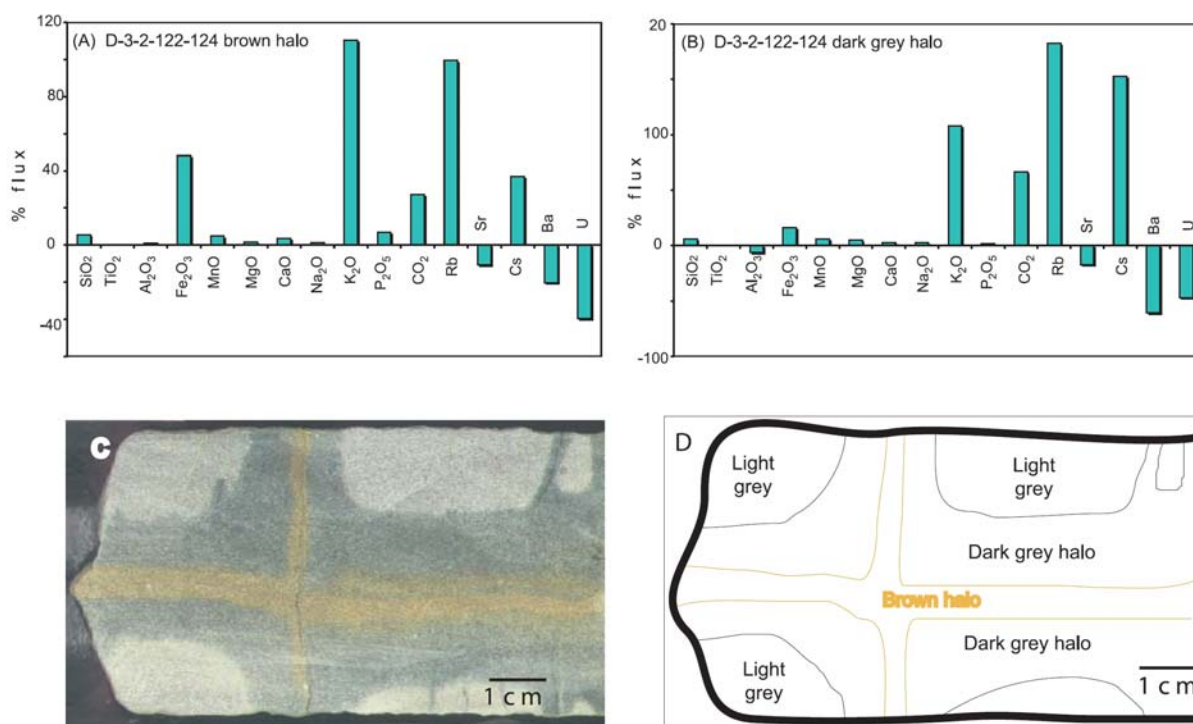 120
80
40
0
-40
% flux
(A) D-3-2-122-124 brown halo
SiO₂
TiO₂
Al₂O₃
Fe₂O₃
MnO
MgO
CaO
Na₂O
K₂O
P₂O₅
CO₂
Rb
Sr
Cs
Ba
U
20
100
0
-100
% flux
(B) D-3-2-122-124 dark grey halo
SiO₂
TiO₂
Al₂O₃
Fe₂O₃
MnO
MgO
CaO
Na₂O
K₂O
P₂O₅
CO₂
Rb
Sr
Cs
Ba
U
C
1 cm
D
Light
grey
Light
grey
Dark grey halo
Brown halo
Dark grey halo
Light
grey
1 cm